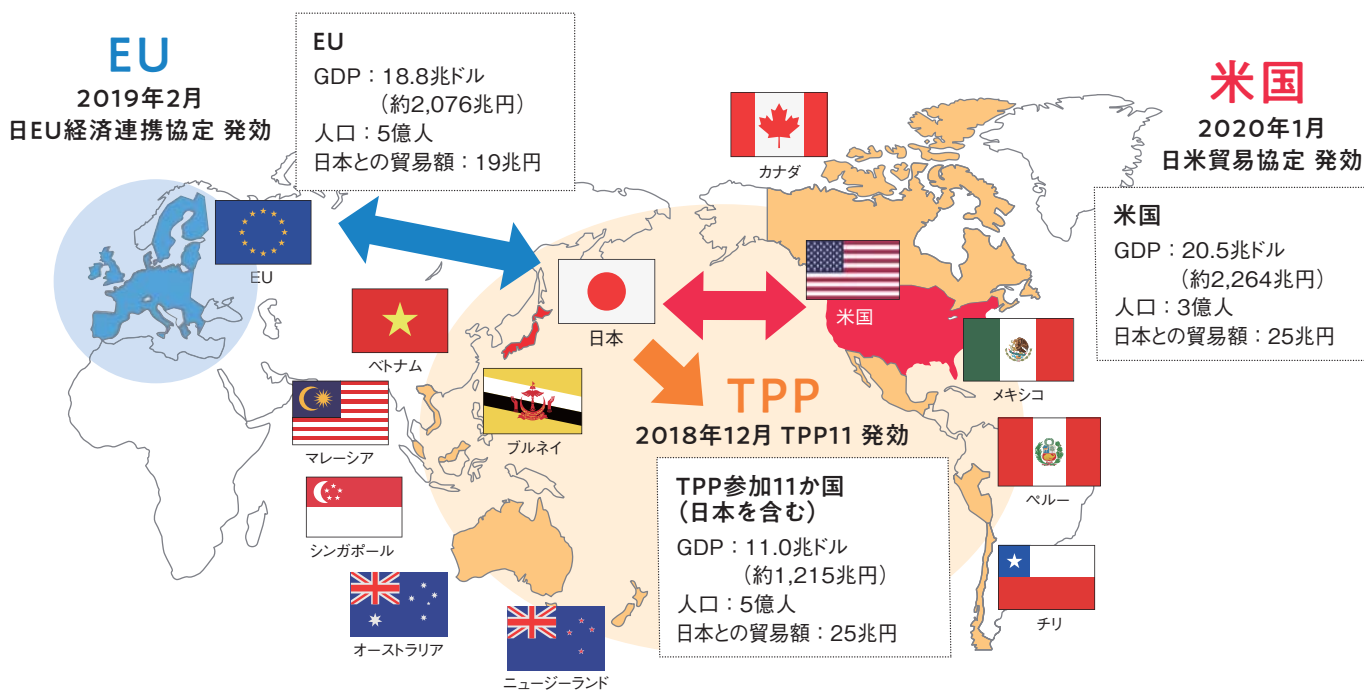 EU
2019年2月
日EU経済連携協定 発効
EU
GDP：18.8兆ドル
（約2,076兆円）
人口：5億人
日本との貿易額：19兆円
米国
2020年1月
日米貿易協定 発効
米国
GDP：20.5兆ドル
（約2,264兆円）
人口：3億人
日本との貿易額：25兆円
カナダ
EU
日本
米国
ベトナム
メキシコ
マレーシア
ブルネイ
TPP
2018年12月 TPP11 発効
TPP参加11か国
（日本を含む）
GDP：11.0兆ドル
（約1,215兆円）
人口：5億人
日本との貿易額：25兆円
シンガポール
ペルー
オーストラリア
ニュージーランド
チリ